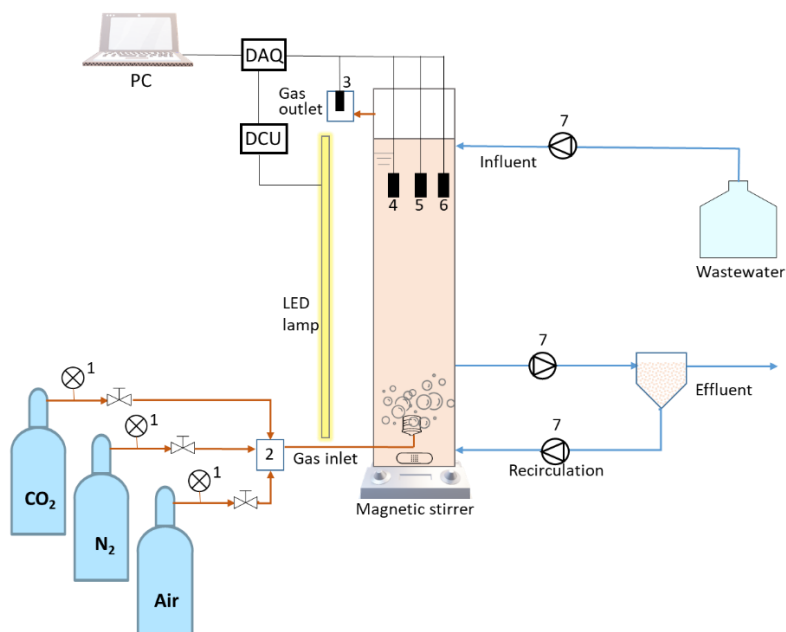 DAQ
PC
3
Gas
outlet
7
DCU
Influent
4
5
6
Wastewater
LED
lamp
7
1
Effluent
1
7
2
Gas inlet
Recirculation
1
CO₂
Magnetic stirrer
N₂
Air